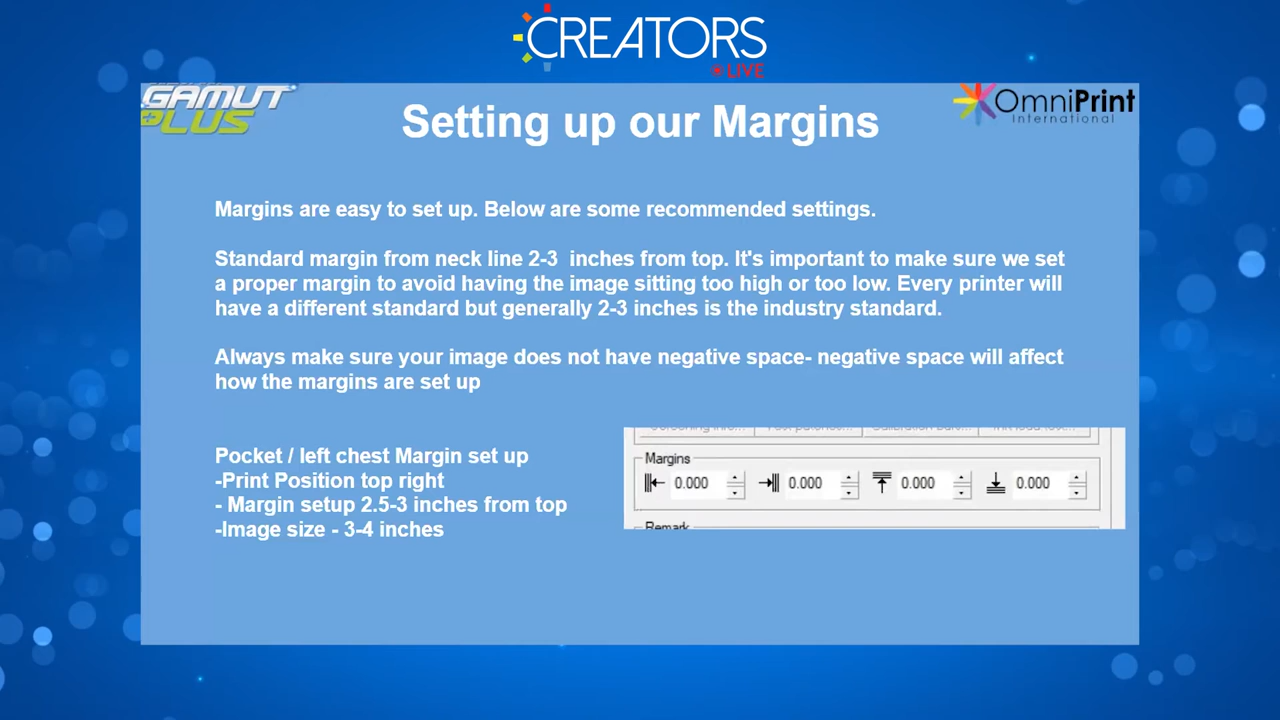 CREATORS
LIVE
GAMUT
PLUS
Setting up our Margins
OmniPrint
International
Margins are easy to set up. Below are some recommended settings.
Standard margin from neck line 2-3 inches from top. It's important to make sure we set
a proper margin to avoid having the image sitting too high or too low. Every printer will
have a different standard but generally 2-3 inches is the industry standard.
Always make sure your image does not have negative space- negative space will affect
how the margins are set up
Pocket / left chest Margin set up
-Print Position top right
- Margin setup 2.5-3 inches from top
-Image size - 3-4 inches
Margins
0.000 0.000 0.000 0.000
Remark